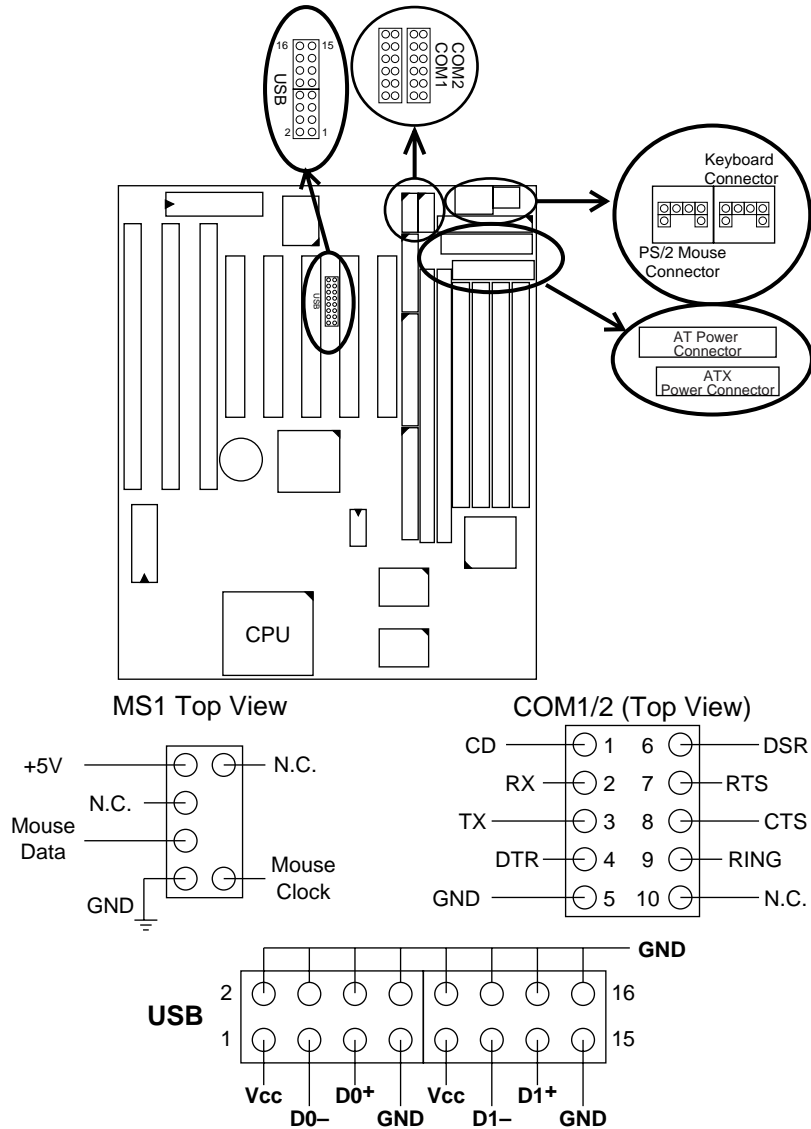 16 15
USB
2 1
COM2
COM1
Keyboard
Connector
PS/2 Mouse
Connector
AT Power
Connector
ATX
Power Connector
USB
CPU
MS1 Top View
+5V
N.C.
N.C.
Mouse
Data
GND
Mouse
Clock
COM1/2 (Top View)
CD 1 6 DSR
RX 2 7 RTS
TX 3 8 CTS
DTR 4 9 RING
GND 5 10 N.C.
GND
2 16
USB
1 15
Vcc D0+ Vcc D1+
D0– GND D1– GND